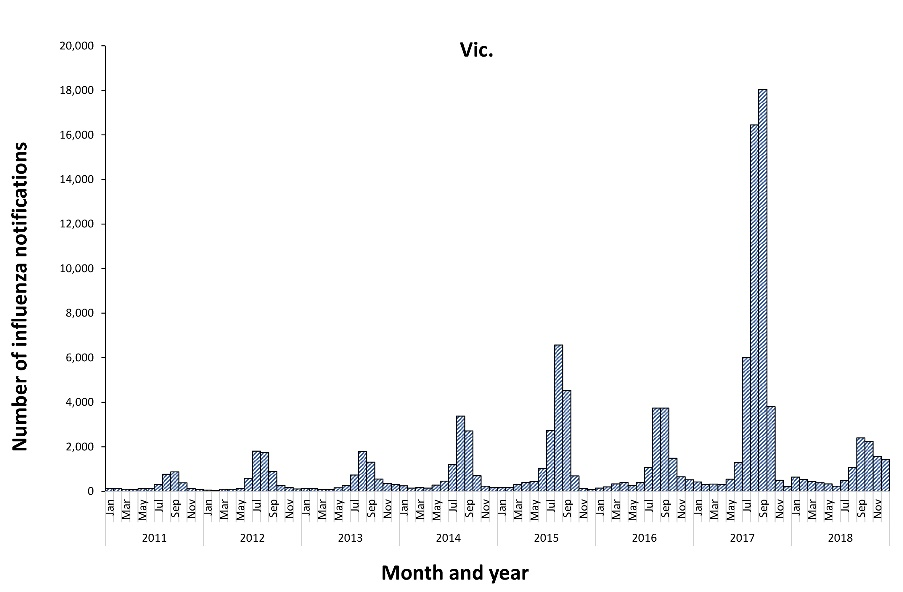 Vic.
Number of influenza notifications
20,000
18,000
16,000
14,000
12,000
10,000
8,000
6,000
4,000
2,000
0
Jan Mar May Jul Sep Nov Jan Mar May Jul Sep Nov Jan Mar May Jul Sep Nov Jan Mar May Jul Sep Nov Jan Mar May Jul Sep Nov Jan Mar May Jul Sep Nov Jan Mar May Jul Sep Nov Jan Mar May Jul Sep Nov
2011 2012 2013 2014 2015 2016 2017 2018
Month and year